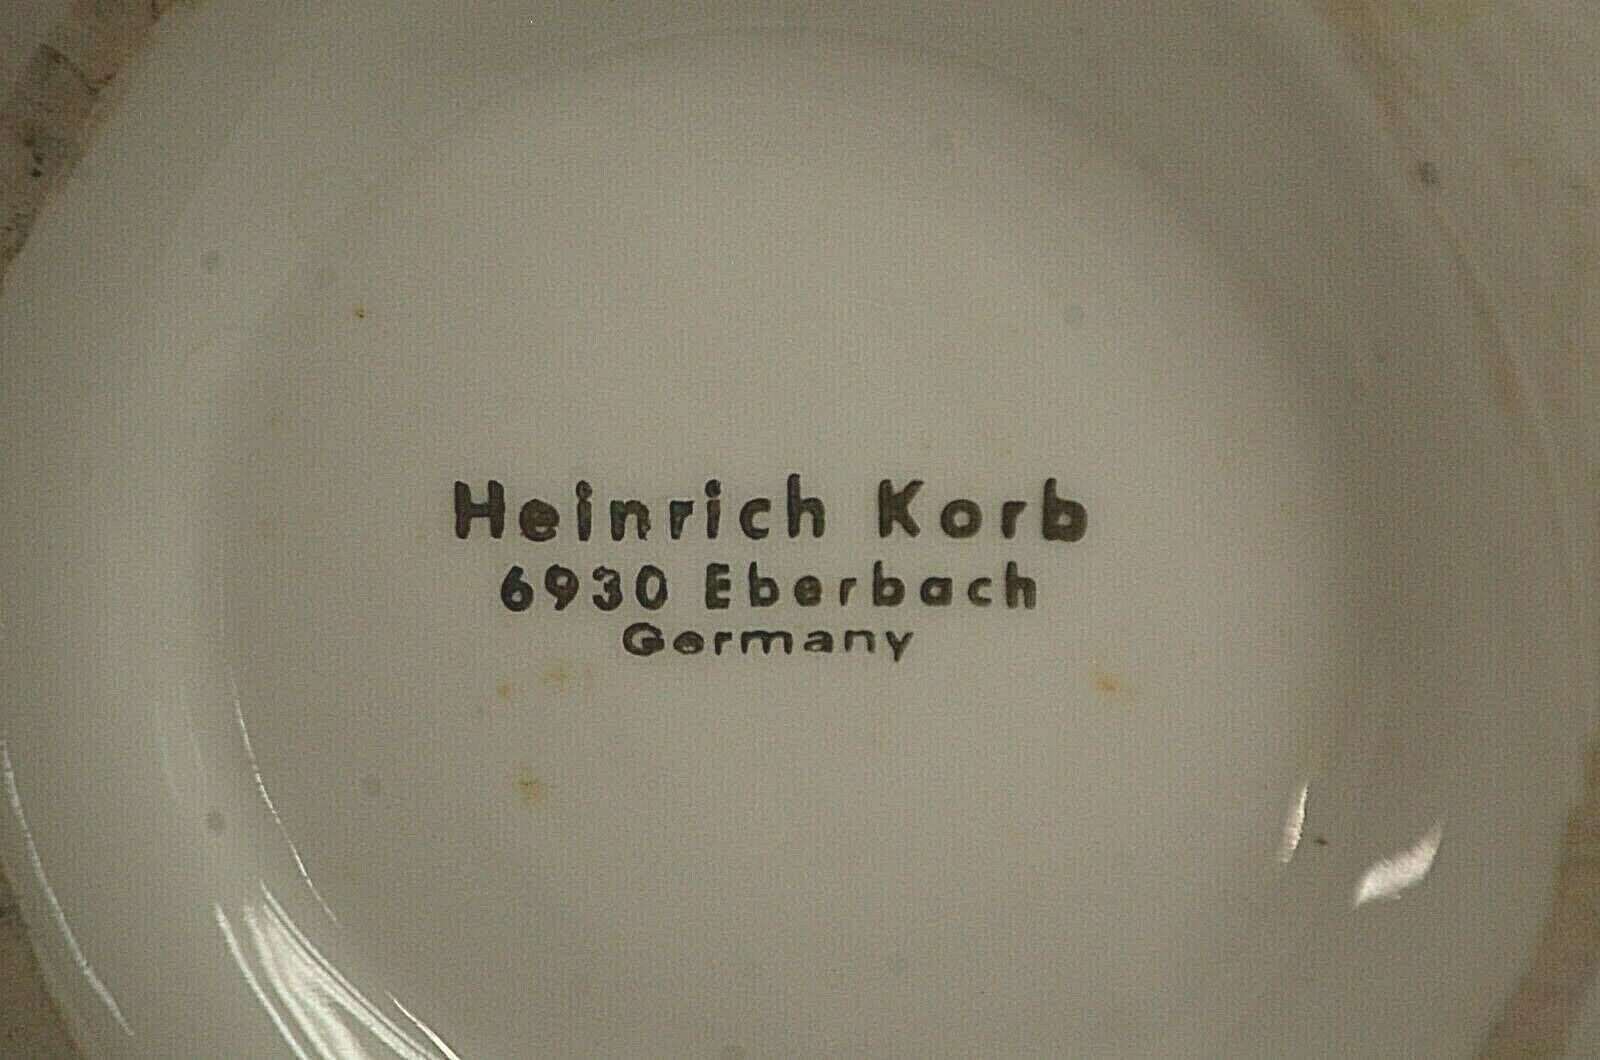 Heinrich Korb
6930 Eberbach
Germany